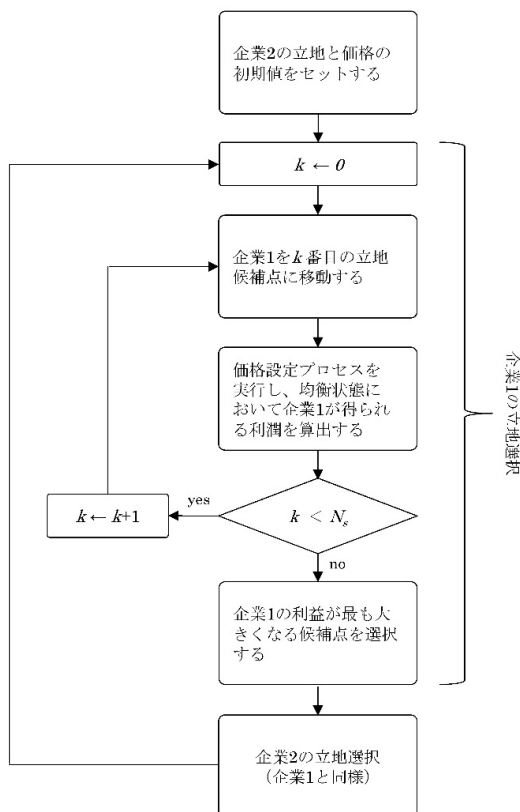 企業2の立地と価格の
初期値をセットする
k ← 0
企業1をk番目の立地
候補点に移動する
価格設定プロセスを
実行し、均衡状態に
おいて企業1が得られ
る利潤を算出する
k < Ns
yes
k ← k+1
no
企業1の利益が最も大
きくなる候補点を選択
する
企業1の立地選択
企業2の立地選択
(企業1と同様)